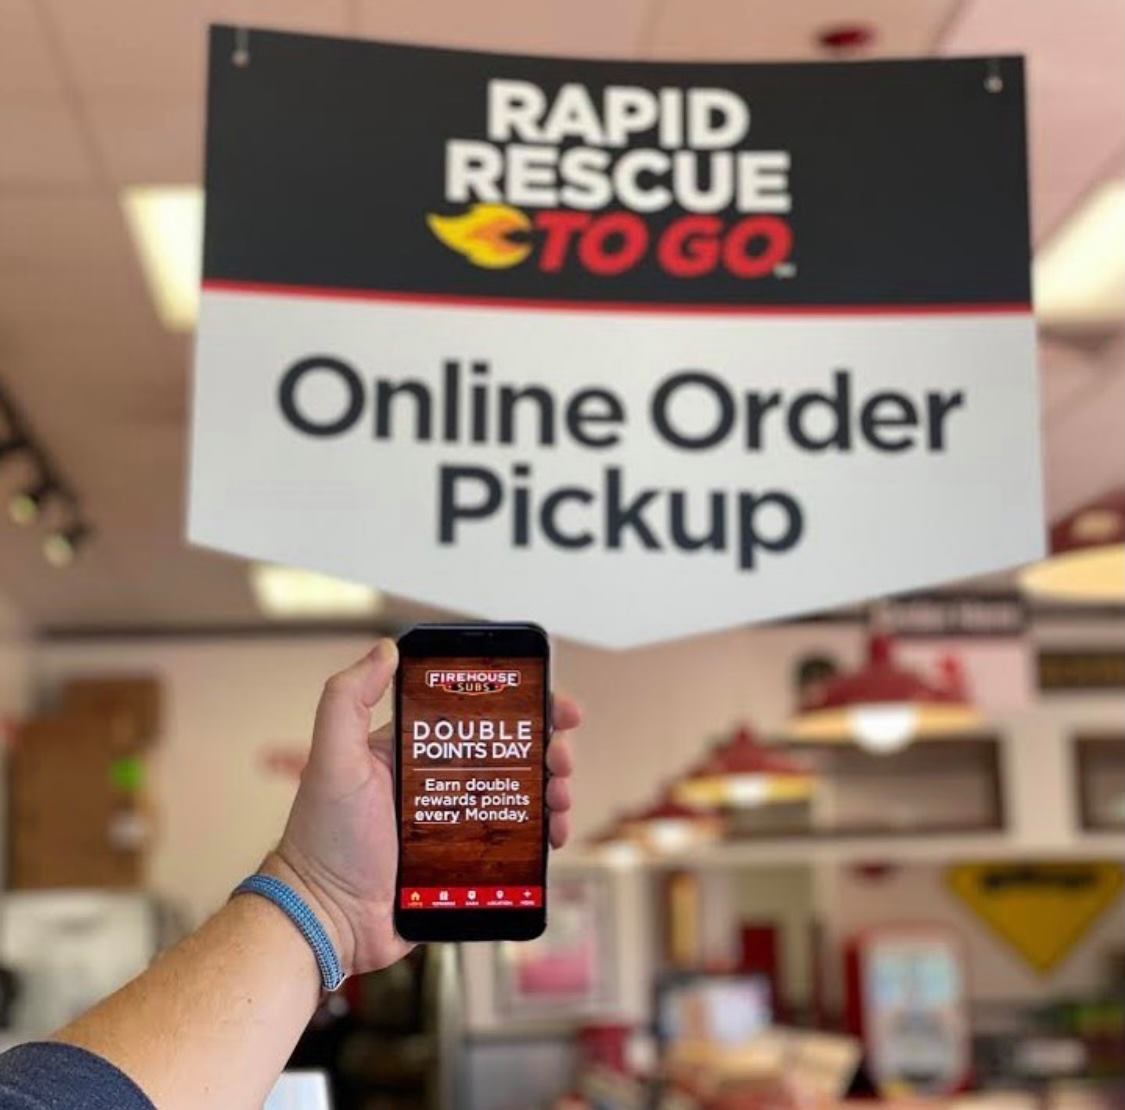 RAPID
RESCUE
TO GO
Online Order
Pickup
FIREHOUSE
SUBS
DOUBLE
POINTS DAY
Earn double
rewards points
every Monday.